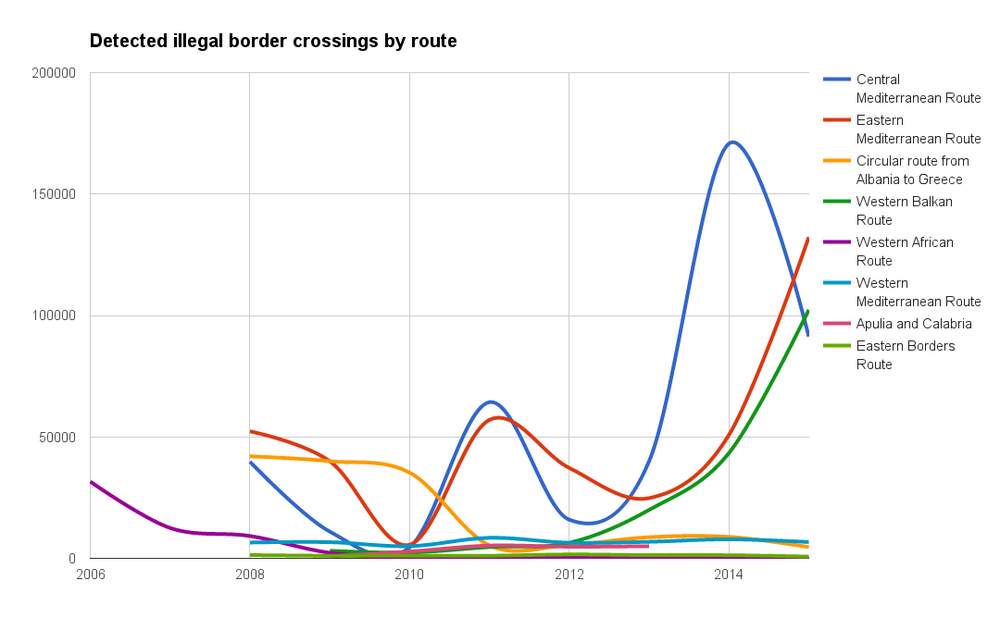 Detected illegal border crossings by route
200000
150000
100000
50000
0
2006
2008
2010
2012
2014
Central
Mediterranean Route
Eastern
Mediterranean Route
Circular route from
Albania to Greece
Western Balkan
Route
Western African
Route
Western
Mediterranean Route
Apulia and Calabria
Eastern Borders
Route